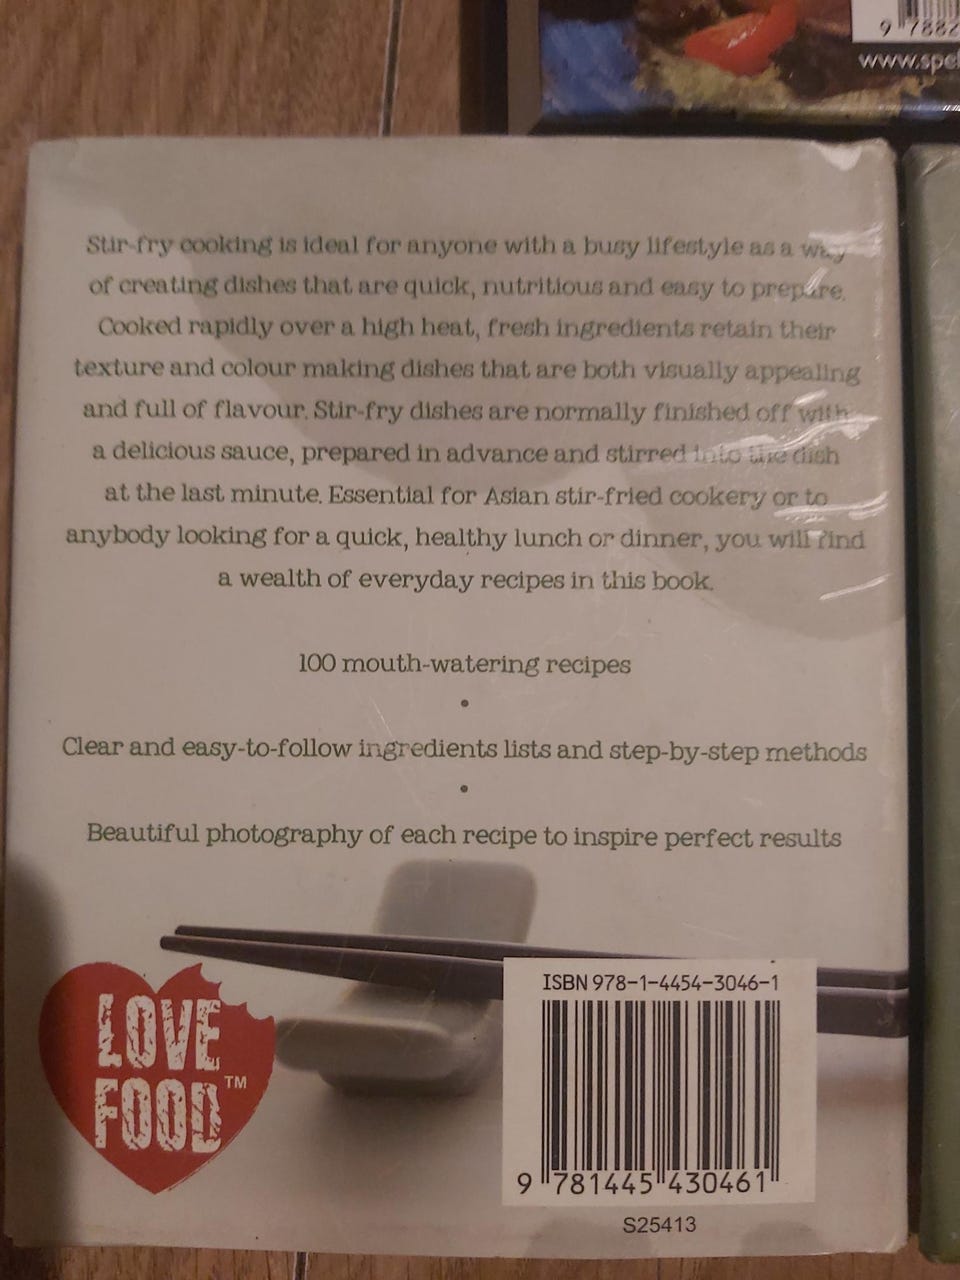 9 788
www.spel
Stir-fry cooking is ideal for anyone with a busy lifestyle as a way
of creating dishes that are quick, nutritious and easy to prepare.
Cooked rapidly over a high heat, fresh ingredients retain their
texture and colour making dishes that are both visually appealing
and full of flavour. Stir-fry dishes are normally finished off with
a delicious sauce, prepared in advance and stirred into the dish
at the last minute. Essential for Asian stir-fried cookery or to
anybody looking for a quick, healthy lunch or dinner, you will find
a wealth of everyday recipes in this book.
100 mouth-watering recipes
•
Clear and easy-to-follow ingredients lists and step-by-step methods
•
Beautiful photography of each recipe to inspire perfect results
LOVE
FOOD™
ISBN 978-1-4454-3046-1
9 781445 430461
S25413